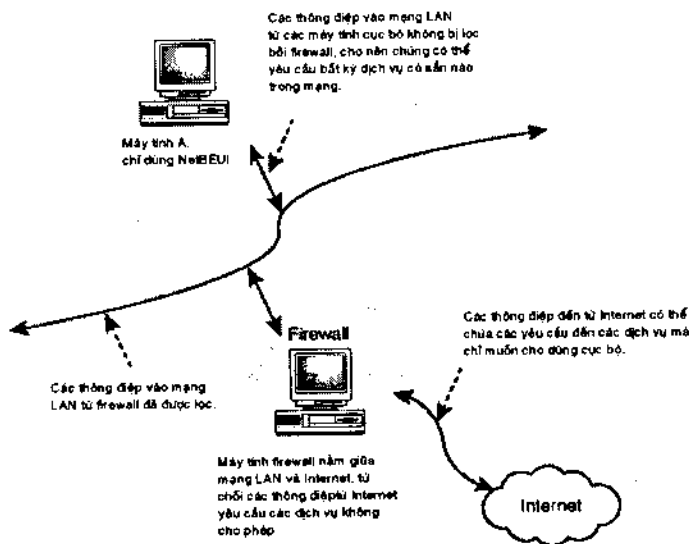 Các thông điệp vào mạng LAN
từ các máy tính cục bộ không bị lọc
bởi firewall, cho nên chúng có thể
yêu cầu bất kỳ dịch vụ có sẵn nào
trong mạng.
Máy tính A,
chỉ dùng NetBEUI
Các thông điệp đến từ Internet có thể
chứa các yêu cầu đến các dịch vụ mà
chỉ muốn cho dùng cục bộ.
Firewall
Các thông điệp vào mạng
LAN từ firewall đã được lọc.
Máy tính firewall nằm giữa
mạng LAN và Internet, từ
chối các thông điệp từ Internet
yêu cầu các dịch vụ không
cho phép
Internet